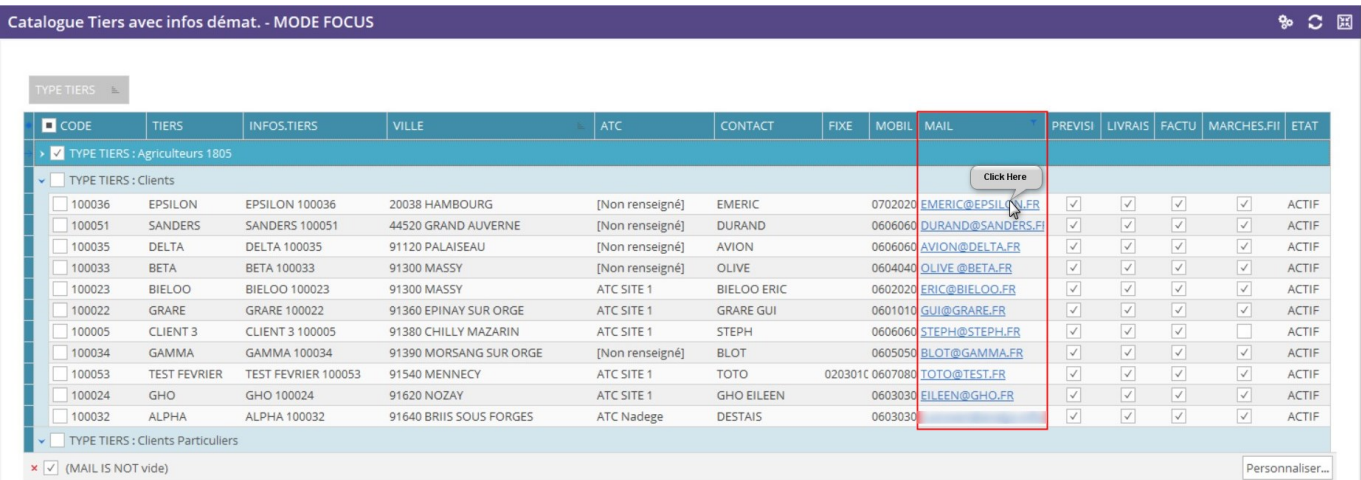 Catalogue Tiers avec infos démat. - MODE FOCUS
TYPE TIERS
CODE TIERS INFOS.TIERS VILLE ATC CONTACT FIXE MOBIL MAIL PREVISI LIVRAIS FACTU MARCHES.FII ETAT
TYPE TIERS : Agriculteurs 1805
TYPE TIERS : Clients
Click Here
100036 EPSILON EPSILON 100036 20038 HAMBOURG [Non renseigné] EMERIC 0702020 EMERIC@EPSILON.FR ACTIF
100051 SANDERS SANDERS 100051 44520 GRAND AUVERNE [Non renseigné] DURAND 0606060 DURAND@SANDERS.FI ACTIF
100035 DELTA DELTA 100035 91120 PALAISEAU [Non renseigné] AVION 0606060 AVION@DELTA.FR ACTIF
100033 BETA BETA 100033 91300 MASSY [Non renseigné] OLIVE 0604040 OLIVE @BETA.FR ACTIF
100023 BIELOO BIELOO 100023 91300 MASSY ATC SITE 1 BIELOO ERIC 0602020 ERIC@BIELOO.FR ACTIF
100022 GRARE GRARE 100022 91360 EPINAY SUR ORGE ATC SITE 1 GRARE GUI 0601010 GUI@GRARE.FR ACTIF
100005 CLIENT 3 CLIENT 3 100005 91380 CHILLY MAZARIN ATC SITE 1 STEPH 0606060 STEPH@STEPH.FR ACTIF
100034 GAMMA GAMMA 100034 91390 MORSANG SUR ORGE [Non renseigné] BLOT 0605050 BLOT@GAMMA.FR ACTIF
100053 TEST FEVRIER TEST FEVRIER 100053 91540 MENNECY ATC SITE 1 TOTO 020301C 0607080 TOTO@TEST.FR ACTIF
100024 GHO GHO 100024 91620 NOZAY ATC SITE 1 GHO EILEEN 0603030 EILEEN@GHO.FR ACTIF
100032 ALPHA ALPHA 100032 91640 BRIIS SOUS FORGES ATC Nadege DESTAIS 0603030 ACTIF
TYPE TIERS : Clients Particuliers
(MAIL IS NOT vide) Personnaliser...